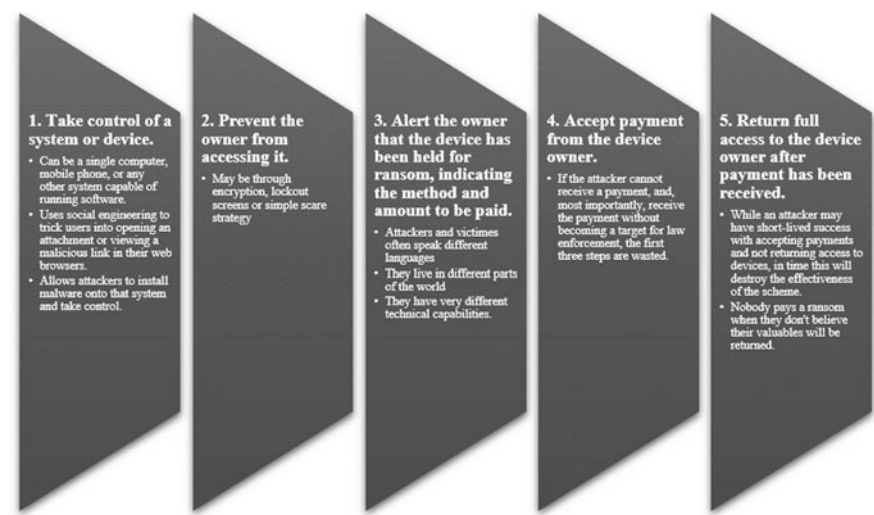 1. Take control of a
system or device.
• Can be a single computer,
mobile phone, or any
other system capable of
running software.
• Uses social engineering to
trick users into opening an
attachment or viewing a
malicious link in their web
browsers.
• Allows attackers to install
malware onto that system
and take control.
2. Prevent the
owner from
accessing it.
• May be through
encryption, lockout
screens or simple scare
strategy
3. Alert the owner
that the device has
been held for
ransom, indicating
the method and
amount to be paid.
• Attackers and victims
often speak different
languages
• They live in different parts
of the world
• They have very different
technical capabilities.
4. Accept payment
from the device
owner.
• If the attacker cannot
receive a payment, and,
most importantly, receive
the payment without
becoming a target for law
enforcement, the first
three steps are wasted.
5. Return full
access to the device
owner after
payment has been
received.
• While an attacker may
have short-lived success
with accepting payments
and not returning access to
devices, in time this will
destroy the effectiveness
of the scheme.
• Nobody pays a ransom
when they don't believe
their valuables will be
returned.